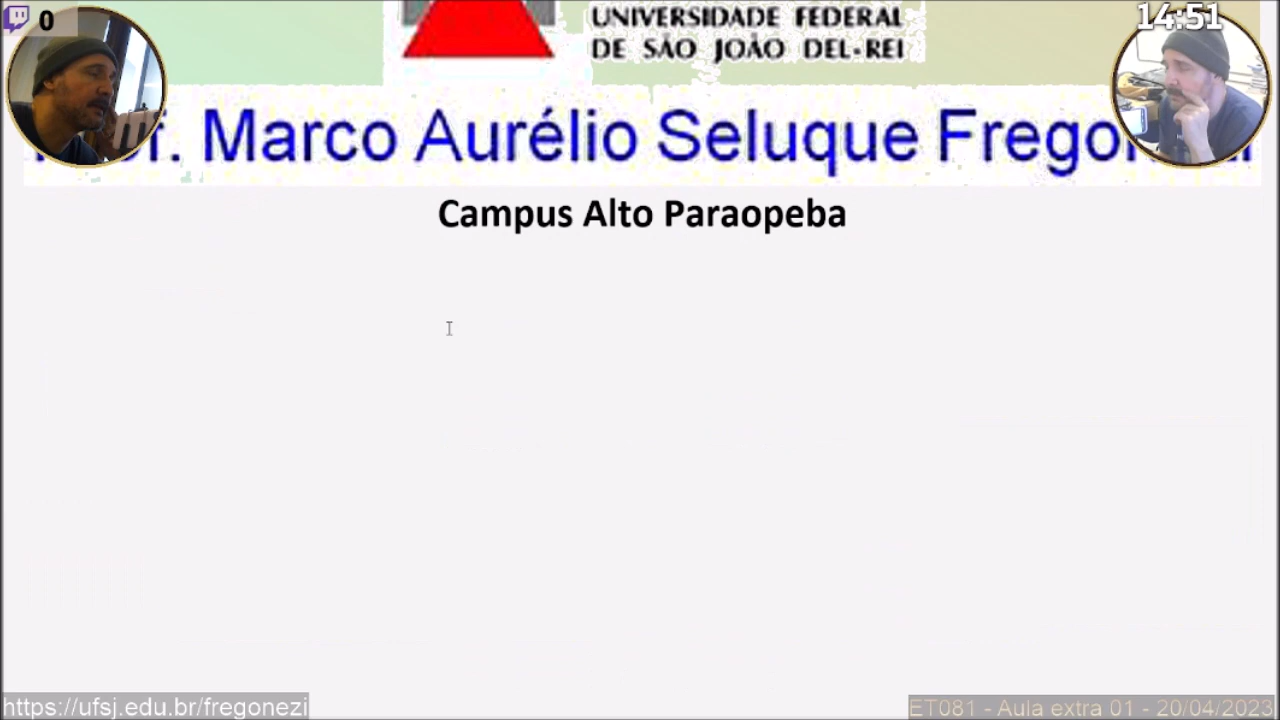 0
14:51
UNIVERSIDADE FEDERAL
DE SÃO JOÃO DEL-REI
Marco Aurélio Seluque
Campus Alto Paraopeba
https://ufsj.edu.br/fregonezi
ET081 - Aula extra 01 - 20/04/2023